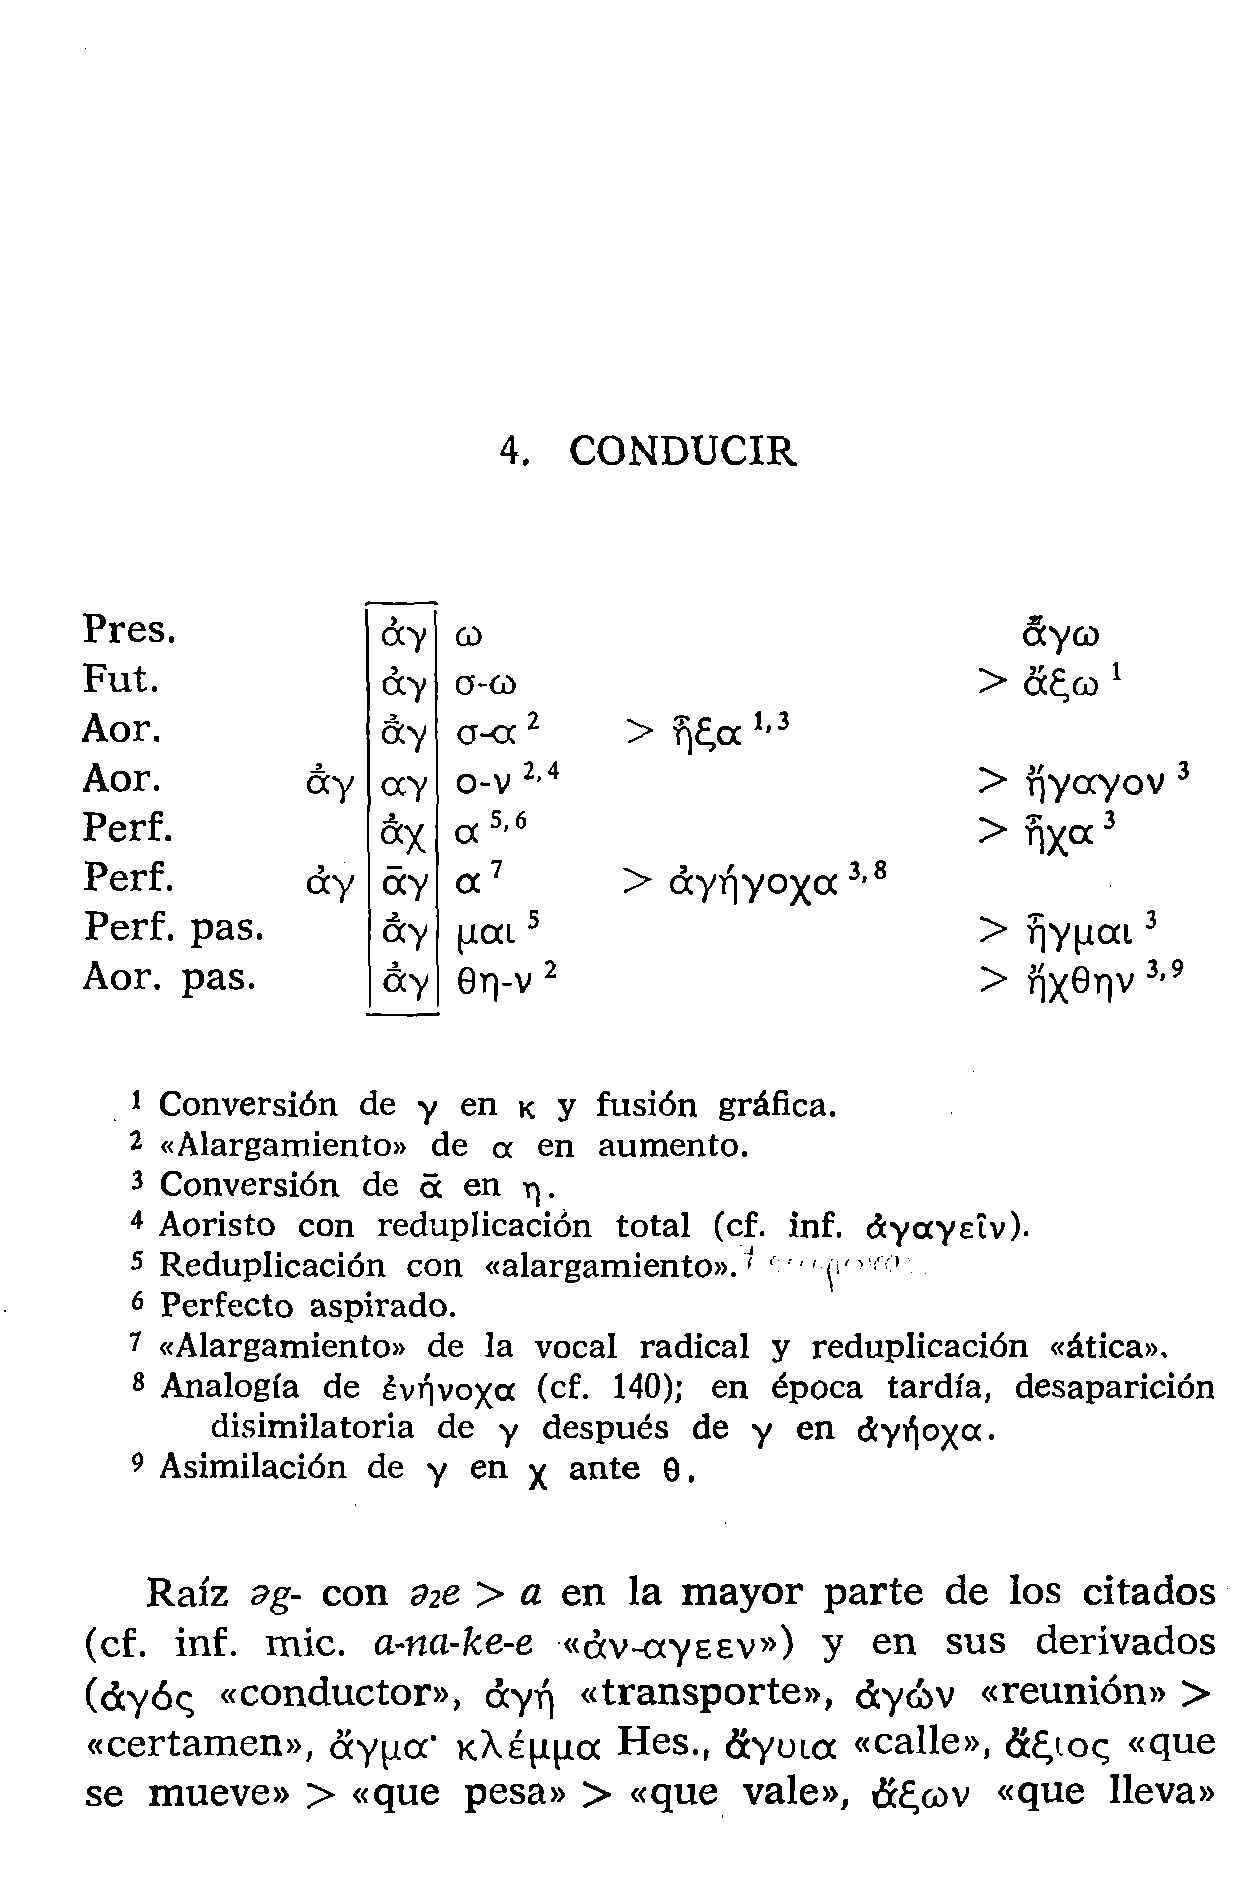 4. CONDUCIR
Pres. ἀγ ω ἄγω
Fut. ἀγ σ-ω > ἄξω ¹
Aor. ἀ̄γ σ-α ² > ἦξα ¹,³
Aor. ἀ̄γ αγ ο-ν ²,⁴ > ἤγαγον ³
Perf. ἀ̄χ α ⁵,⁶ > ἦχα ³
Perf. ἀγ ᾱγ α ⁷ > ἀγήγοχα ³,⁸
Perf. pas. ἀ̄γ μαι ⁵ > ἦγμαι ³
Aor. pas. ἀ̄γ θη-ν ² > ἤχθην ³,⁹
¹ Conversión de γ en κ y fusión gráfica.
² «Alargamiento» de α en aumento.
³ Conversión de ᾱ en η.
⁴ Aoristo con reduplicación total (cf. inf. ἀγαγεῖν).
⁵ Reduplicación con «alargamiento».
⁶ Perfecto aspirado.
⁷ «Alargamiento» de la vocal radical y reduplicación «ática».
⁸ Analogía de ἐνήνοχα (cf. 140); en época tardía, desaparición
disimilatoria de γ después de γ en ἀγήοχα.
⁹ Asimilación de γ en χ ante θ.
Raíz əg- con ə₂e > a en la mayor parte de los citados
(cf. inf. mic. a-na-ke-e «ἀν-αγεεν») y en sus derivados
(ἀγός «conductor», ἀγή «transporte», ἀγών «reunión» >
«certamen», ἄγμα· κλέμμα Hes., ἄγυια «calle», ἄξιος «que
se mueve» > «que pesa» > «que vale», ἄξων «que lleva»